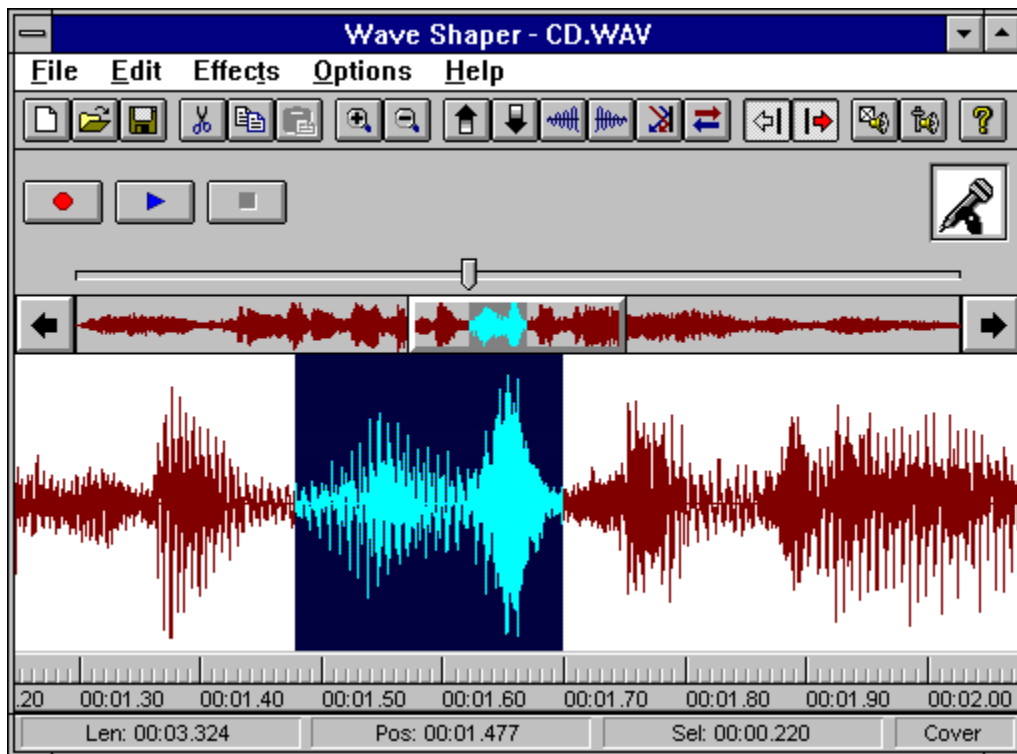 Wave Shaper - CD.WAV
File Edit Effects Options Help
?
.20 00:01.30 00:01.40 00:01.50 00:01.60 00:01.70 00:01.80 00:01.90 00:02.00
Len: 00:03.324 Pos: 00:01.477 Sel: 00:00.220 Cover